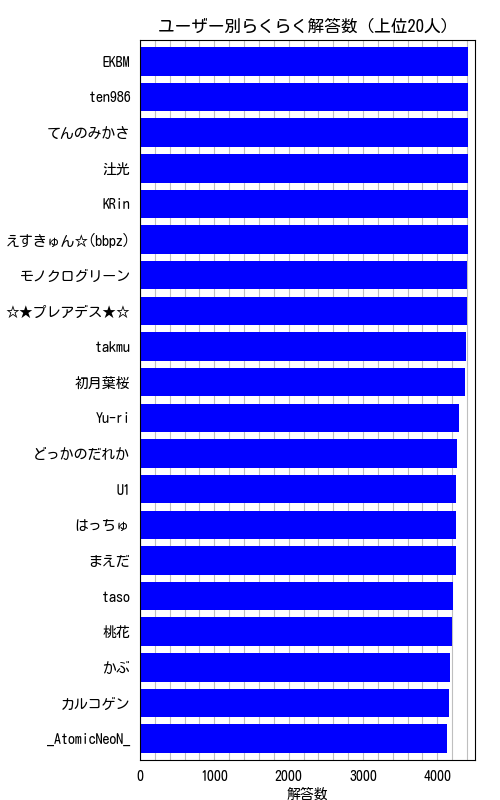 ユーザー別らくらく解答数（上位20人）
EKBM
ten986
てんのみかさ
汢光
KRin
えすきゅん☆(bbpz)
モノクログリーン
☆★プレアデス★☆
takmu
初月葉桜
Yu-ri
どっかのだれか
U1
はっちゅ
まえだ
taso
桃花
かぶ
カルコゲン
_AtomicNeoN_
0 1000 2000 3000 4000
解答数